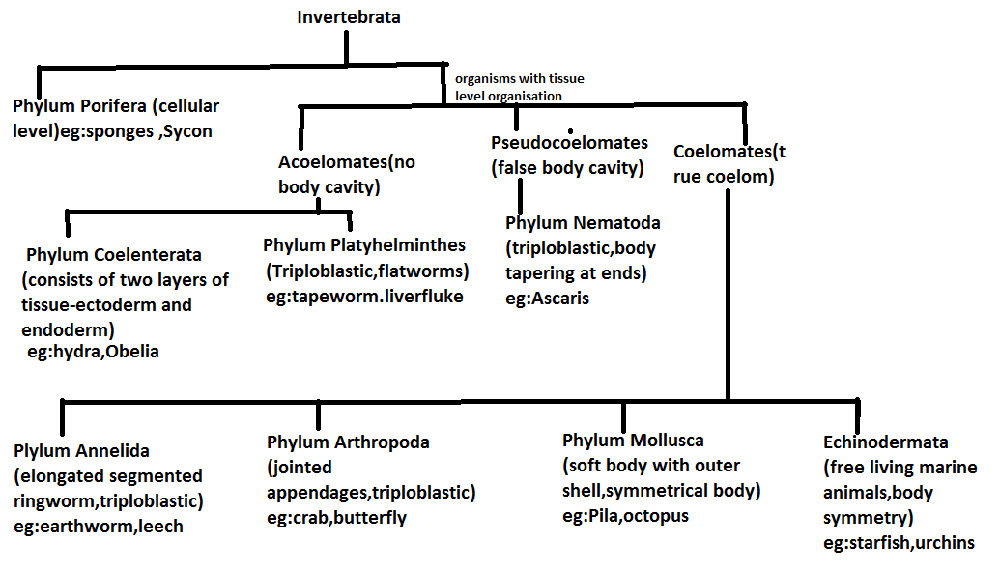 Invertebrata
organisms with tissue
level organisation
Phylum Porifera (cellular
level)eg:sponges ,Sycon
Acoelomates(no
body cavity)
Pseudocoelomates
(false body cavity)
Coelomates(t
rue coelom)
Phylum Coelenterata
(consists of two layers of
tissue-ectoderm and
endoderm)
eg:hydra,Obelia
Phylum Platyhelminthes
(Triploblastic,flatworms)
eg:tapeworm.liverfluke
Phylum Nematoda
(triploblastic,body
tapering at ends)
eg:Ascaris
Plylum Annelida
(elongated segmented
ringworm,triploblastic)
eg:earthworm,leech
Phylum Arthropoda
(jointed
appendages,triploblastic)
eg:crab,butterfly
Phylum Mollusca
(soft body with outer
shell,symmetrical body)
eg:Pila,octopus
Echinodermata
(free living marine
animals,body
symmetry)
eg:starfish,urchins